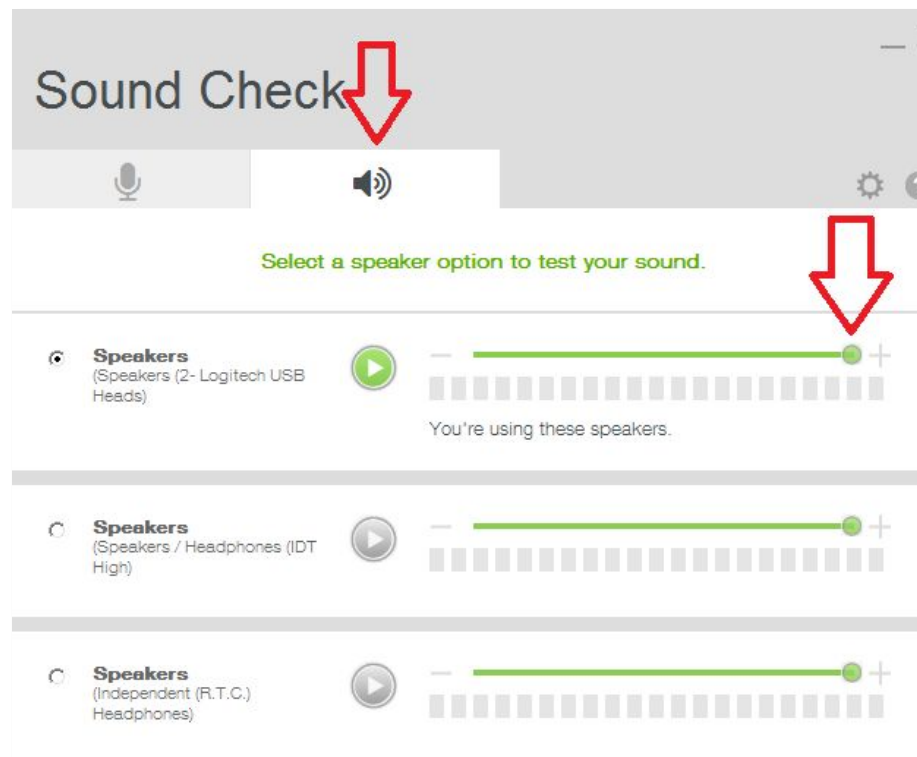 Sound Check
Select a speaker option to test your sound.
Speakers
(Speakers (2- Logitech USB
Heads)
You're using these speakers.
Speakers
(Speakers / Headphones (IDT
High)
Speakers
(Independent (R.T.C.)
Headphones)